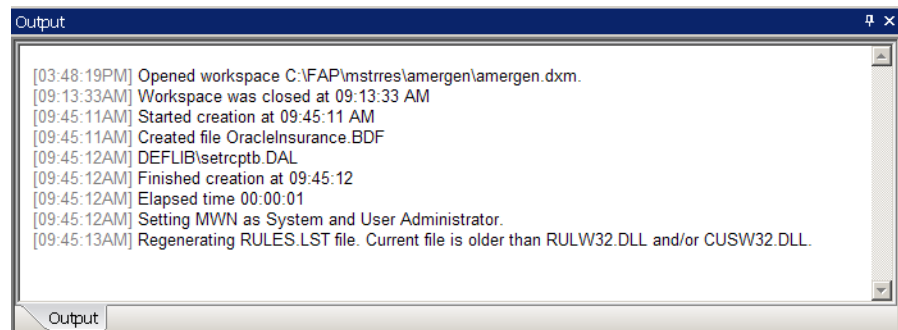 Output
[03:48:19PM] Opened workspace C:\FAP\mstrres\amergen\amergen.dxm.
[09:13:33AM] Workspace was closed at 09:13:33 AM
[09:45:11AM] Started creation at 09:45:11 AM
[09:45:11AM] Created file OracleInsurance.BDF
[09:45:12AM] DEFLIB\setrcptb.DAL
[09:45:12AM] Finished creation at 09:45:12
[09:45:12AM] Elapsed time 00:00:01
[09:45:12AM] Setting MWN as System and User Administrator.
[09:45:13AM] Regenerating RULES.LST file. Current file is older than RULW32.DLL and/or CUSW32.DLL.
Output